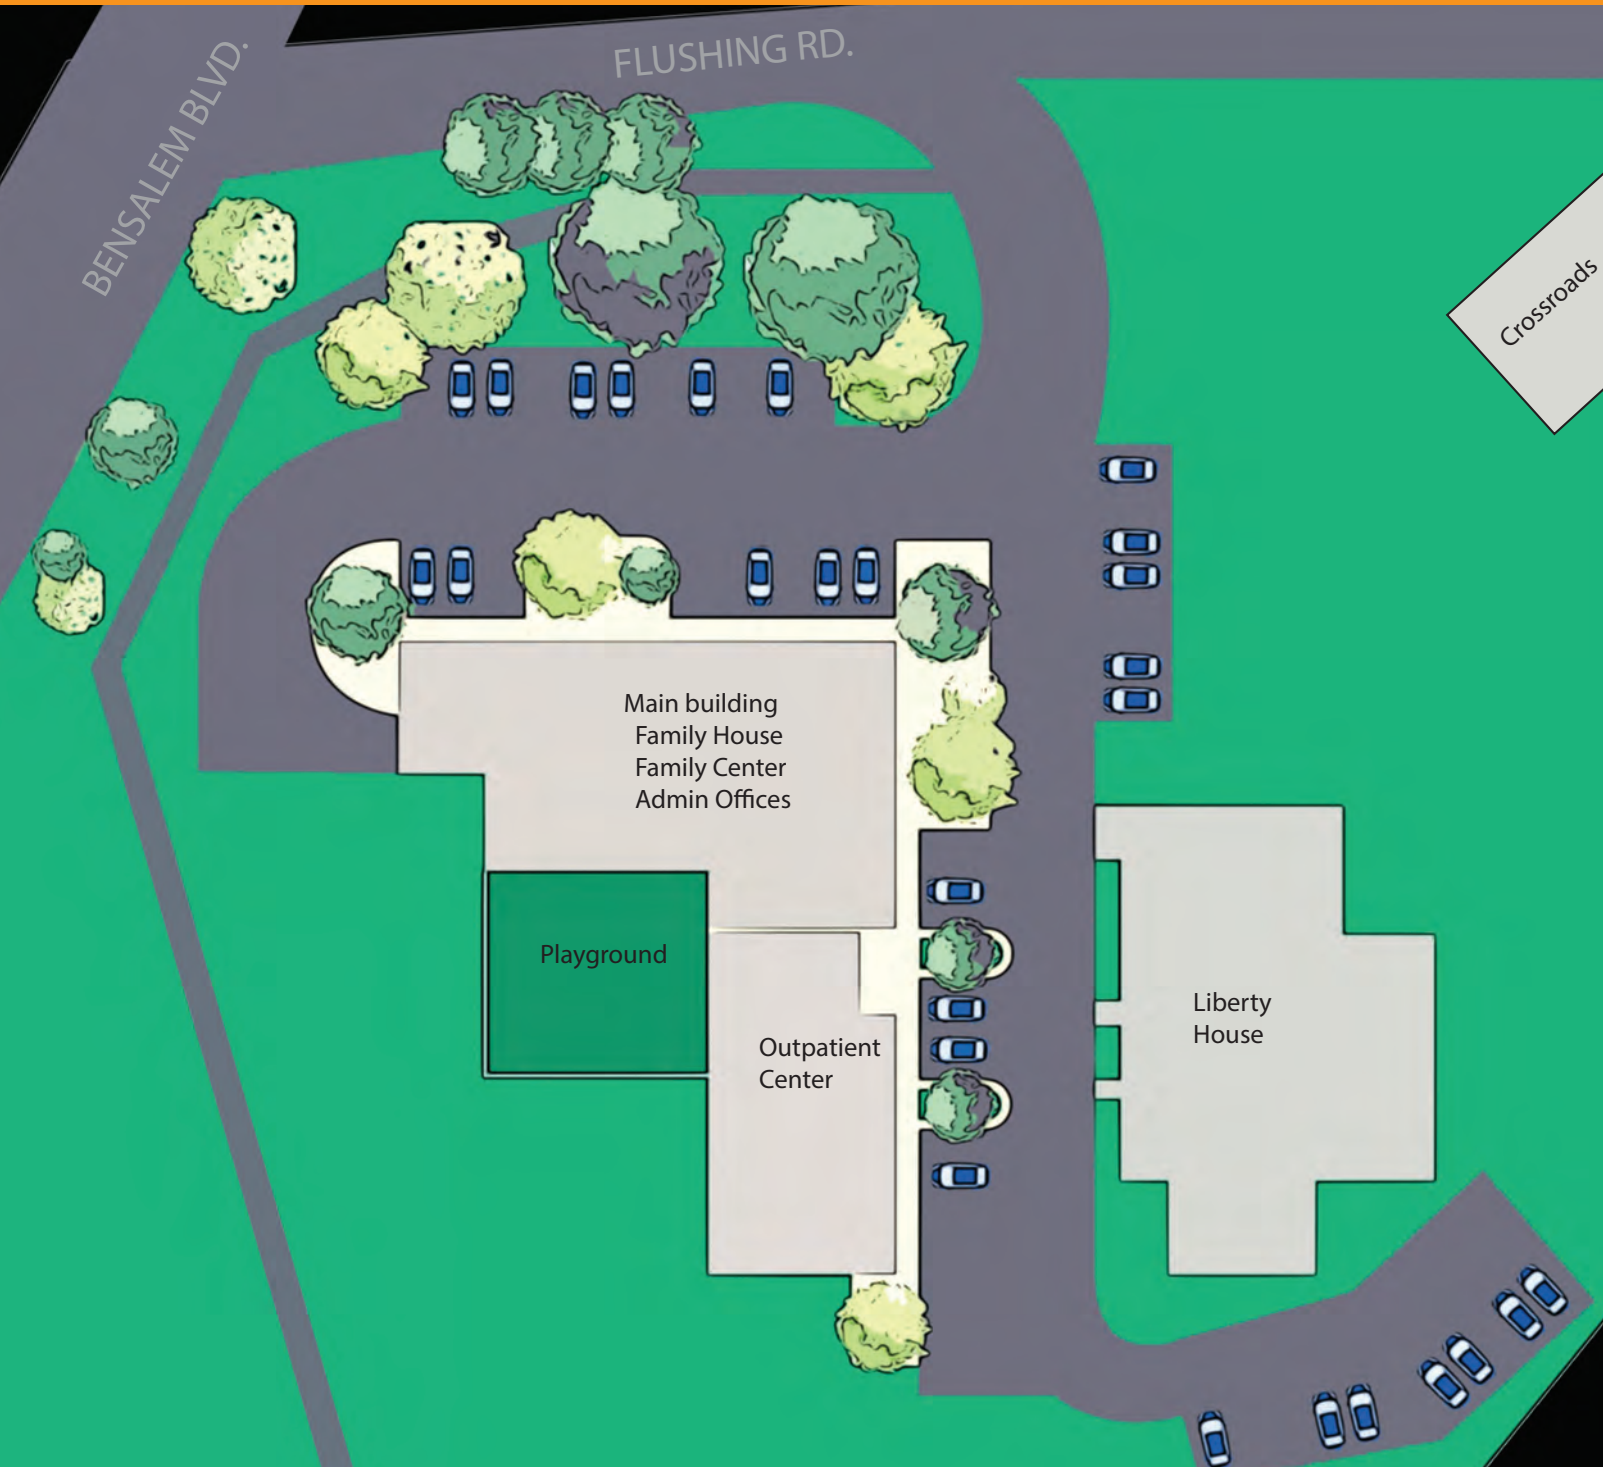 FLUSHING RD.
BENSALEM BLVD.
Crossroads
Main building
Family House
Family Center
Admin Offices
Playground
Liberty
House
Outpatient
Center